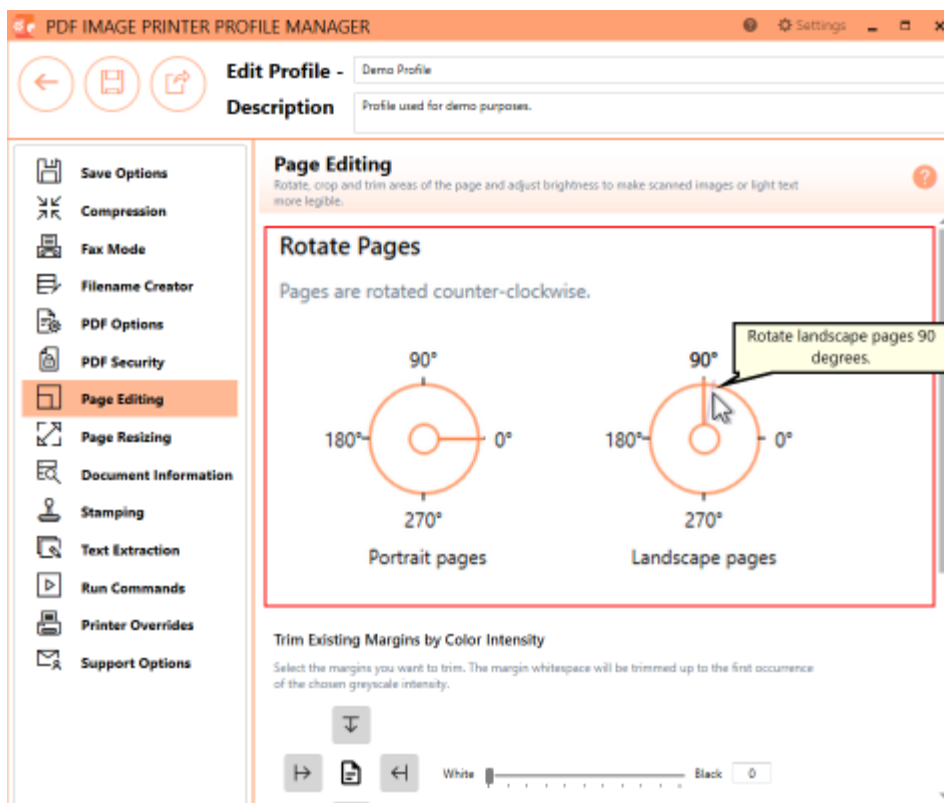 PDF IMAGE PRINTER PROFILE MANAGER
Settings
Edit Profile -
Demo Profile
Description
Profile used for demo purposes.
Save Options
Compression
Fax Mode
Filename Creator
PDF Options
PDF Security
Page Editing
Page Resizing
Document Information
Stamping
Text Extraction
Run Commands
Printer Overrides
Support Options
Page Editing
Rotate, crop and trim areas of the page and adjust brightness to make scanned images or light text
more legible.
?
Rotate Pages
Pages are rotated counter-clockwise.
Rotate landscape pages 90
degrees.
90°
180°
0°
270°
Portrait pages
90°
180°
0°
270°
Landscape pages
Trim Existing Margins by Color Intensity
Select the margins you want to trim. The margin whitespace will be trimmed up to the first occurrence
of the chosen greyscale intensity.
White
Black
0